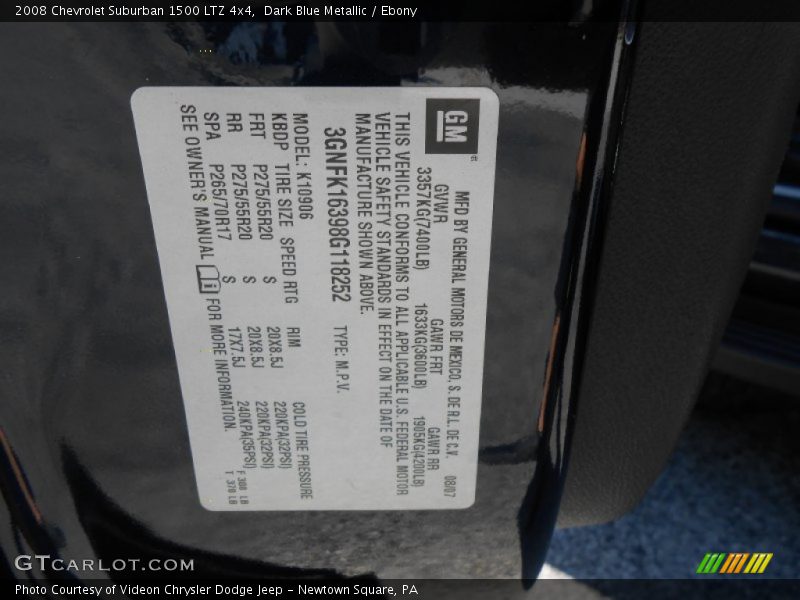 2008 Chevrolet Suburban 1500 LTZ 4x4, Dark Blue Metallic / Ebony
GM
MFD BY GENERAL MOTORS DE MEXICO, S. DE R.L. DE C.V. 08/07
GVWR GAWR FRT GAWR RR
3357KG(7400LB) 1633KG(3600LB) 1905KG(4200LB)
THIS VEHICLE CONFORMS TO ALL APPLICABLE U.S. FEDERAL MOTOR
VEHICLE SAFETY STANDARDS IN EFFECT ON THE DATE OF
MANUFACTURE SHOWN ABOVE.
3GNFK16398G118252 TYPE: M.P.V.
MODEL: K10906
KBDP TIRE SIZE SPEED RTG RIM COLD TIRE PRESSURE
FRT P275/55R20 S 20X8.5J 220KPA(32PSI)
RR P275/55R20 S 20X8.5J 220KPA(32PSI)
SPA P265/70R17 S 17X7.5J 240KPA(35PSI)
SEE OWNER'S MANUAL i FOR MORE INFORMATION.
GTCARLOT.COM
Photo Courtesy of Videon Chrysler Dodge Jeep - Newtown Square, PA